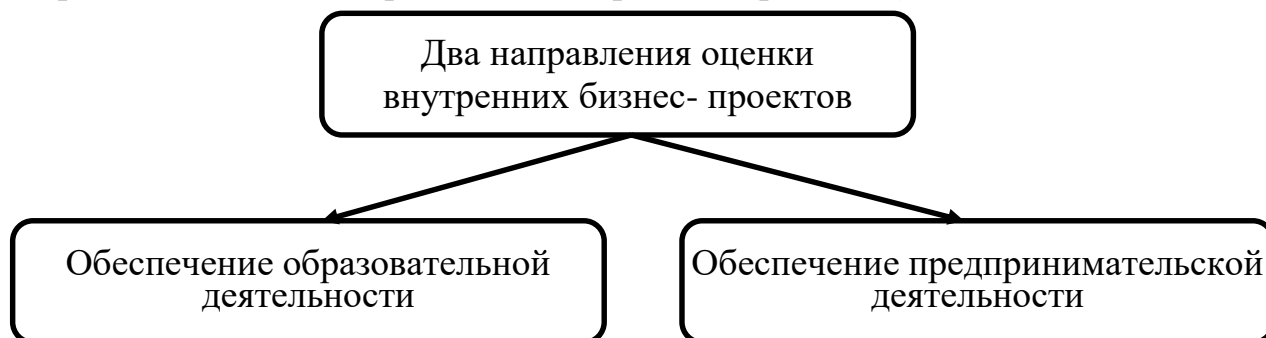 Два направления оценки
внутренних бизнес- проектов
Обеспечение образовательной
деятельности
Обеспечение предпринимательской
деятельности